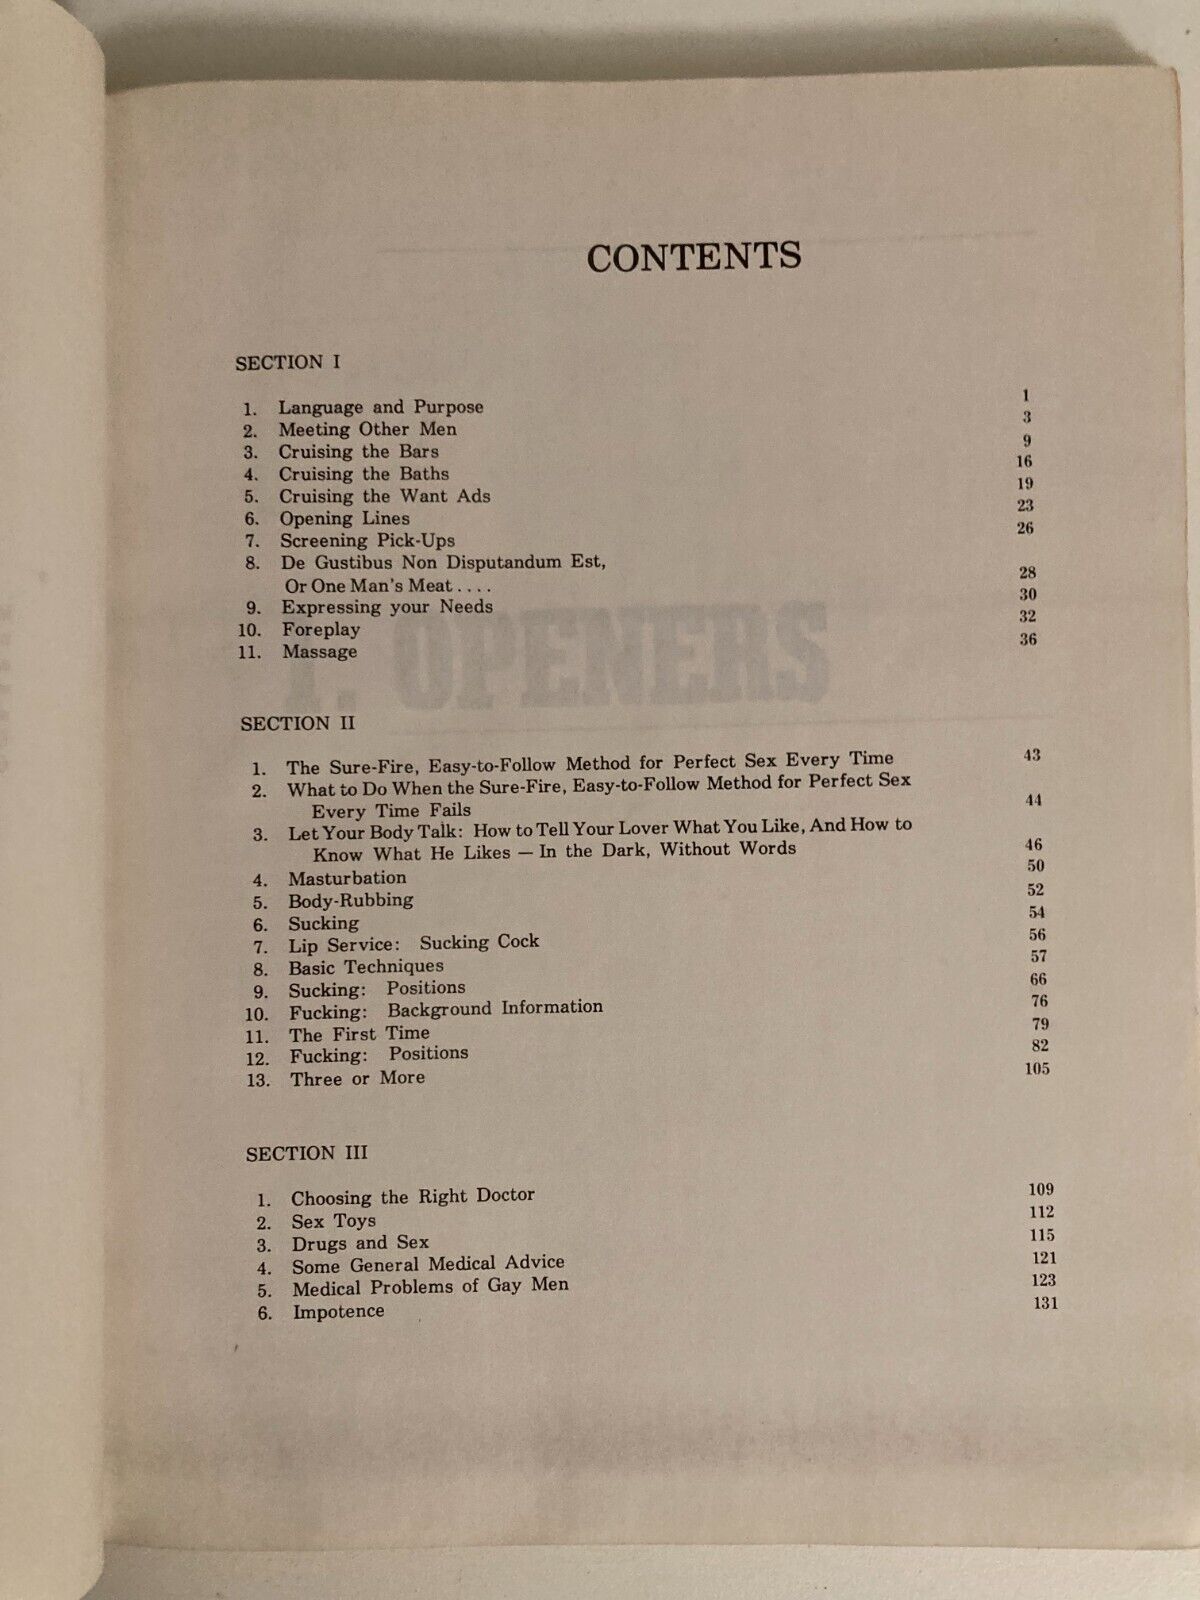 CONTENTS
SECTION I
1. Language and Purpose 1
2. Meeting Other Men 3
3. Cruising the Bars 9
4. Cruising the Baths 16
5. Cruising the Want Ads 19
6. Opening Lines 23
7. Screening Pick-Ups 26
8. De Gustibus Non Disputandum Est,
Or One Man's Meat.... 28
9. Expressing your Needs 30
10. Foreplay 32
11. Massage 36
I. OPENERS
SECTION II
1. The Sure-Fire, Easy-to-Follow Method for Perfect Sex Every Time 43
2. What to Do When the Sure-Fire, Easy-to-Follow Method for Perfect Sex
Every Time Fails 44
3. Let Your Body Talk: How to Tell Your Lover What You Like, And How to
Know What He Likes — In the Dark, Without Words 46
4. Masturbation 50
5. Body-Rubbing 52
6. Sucking 54
7. Lip Service: Sucking Cock 56
8. Basic Techniques 57
9. Sucking: Positions 66
10. Fucking: Background Information 76
11. The First Time 79
12. Fucking: Positions 82
13. Three or More 105
SECTION III
1. Choosing the Right Doctor 109
2. Sex Toys 112
3. Drugs and Sex 115
4. Some General Medical Advice 121
5. Medical Problems of Gay Men 123
6. Impotence 131